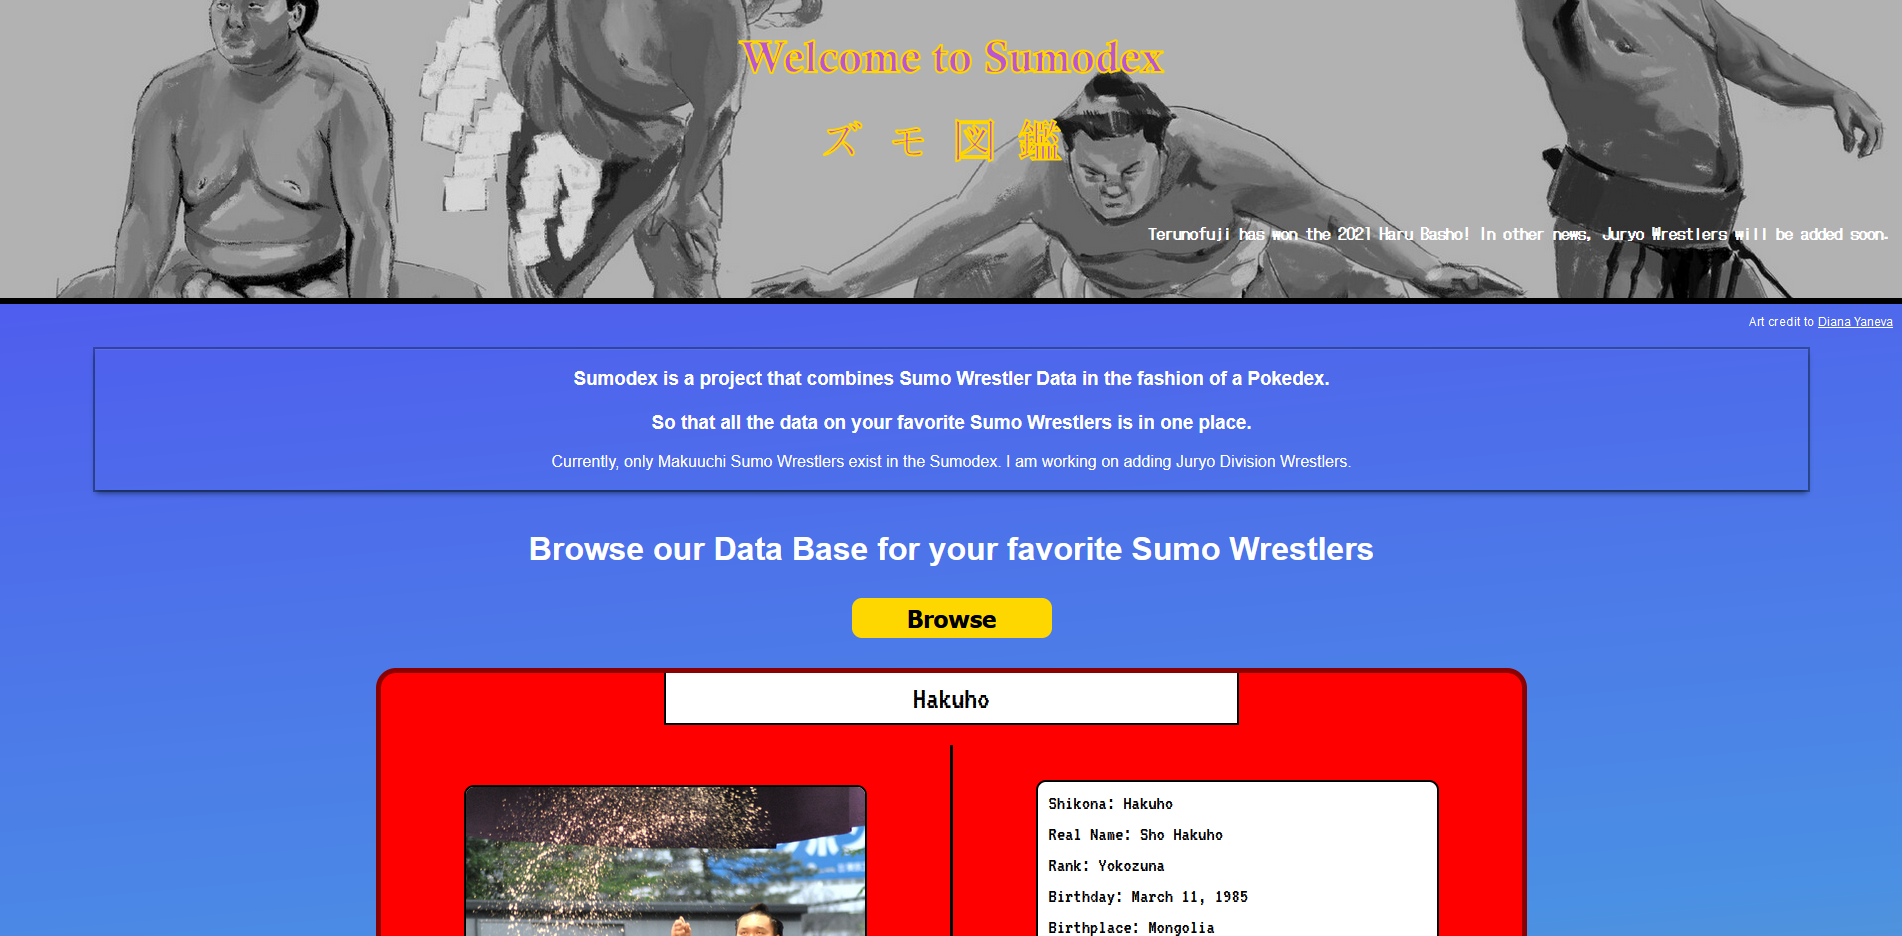 Welcome to Sumodex
ズモ図鑑
Terunofuji has won the 2021 Haru Basho! In other news, Juryo Wrestlers will be added soon.
Art credit to Diana Yaneva
Sumodex is a project that combines Sumo Wrestler Data in the fashion of a Pokedex.
So that all the data on your favorite Sumo Wrestlers is in one place.
Currently, only Makuuchi Sumo Wrestlers exist in the Sumodex. I am working on adding Juryo Division Wrestlers.
Browse our Data Base for your favorite Sumo Wrestlers
Browse
Hakuho
Shikona: Hakuho
Real Name: Sho Hakuho
Rank: Yokozuna
Birthday: March 11, 1985
Birthplace: Mongolia